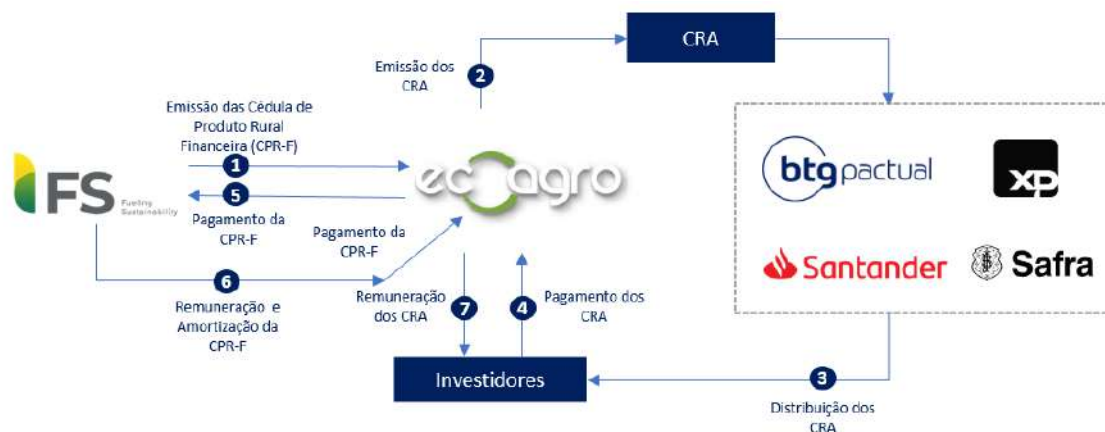 CRA
Emissão dos
CRA
2
Emissão das Cédula de
Produto Rural
Financeira (CPR-F)
1
FS
Fueling
Sustainability
ecoagro
5
Pagamento da
CPR-F
Pagamento da
CPR-F
6
Remuneração e
Amortização da
CPR-F
Remuneração
dos CRA
7
4
Pagamento dos
CRA
btgpactual
XP
Santander
Safra
Investidores
3
Distribuição dos
CRA